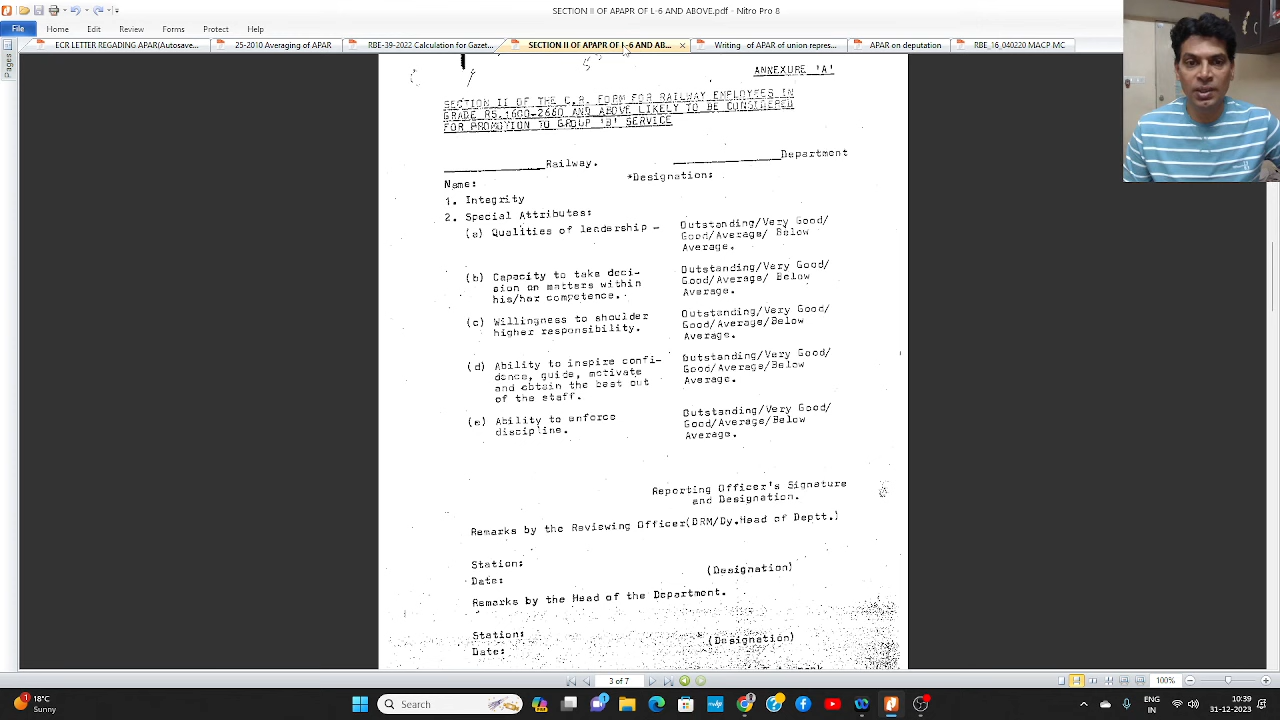 SECTION II OF APAPR OF L-6 AND ABOVE.pdf - Nitro Pro 8
File Home Edit Review Forms Protect Help
ECR LETTER REGADING APAR(Autosave... 25-2010 Averaging of APAR RBE-39-2022 Calculation for Gazet... SECTION II OF APAPR OF L-6 AND AB... Writing of APAR of union repres... APAR on deputation RBE_16_040220 MACP MC
Pages
ANNEXURE 'A'
SECTION II OF THE C.R. FORM FOR RAILWAY EMPLOYEES IN
GRADE RS.1600-2660 AND ABOVE LIKELY TO BE CONSIDERED
FOR PROMOTION TO GROUP 'B' SERVICE
Railway. Department
Name: *Designation:
1. Integrity
2. Special Attributes:
(a) Qualities of leadership - Outstanding/Very Good/
Good/Average/ Below
Average.
(b) Capacity to take deci- Outstanding/Very Good/
sion on matters within Good/Average/ Below
his/her competence. Average.
(c) Willingness to shoulder Outstanding/Very Good/
higher responsibility. Good/Average/Below
Average.
(d) Ability to inspire confi- Outstanding/Very Good/
dence, guide, motivate Good/Average/Below
and obtain the best out Average.
of the staff.
(e) Ability to enforce Outstanding/Very Good/
discipline. Good/Average/Below
Average.
Reporting Officer's Signature
and Designation.
Remarks by the Reviewing Officer(DRM/Dy.Head of Deptt.)
Station:
(Designation)
Date:
Remarks by the Head of the Department.
Station:
(Designation)
Date:
3 of 7 100%
1 18°C
Sunny
Search
ENG
IN
10:39
31-12-2023